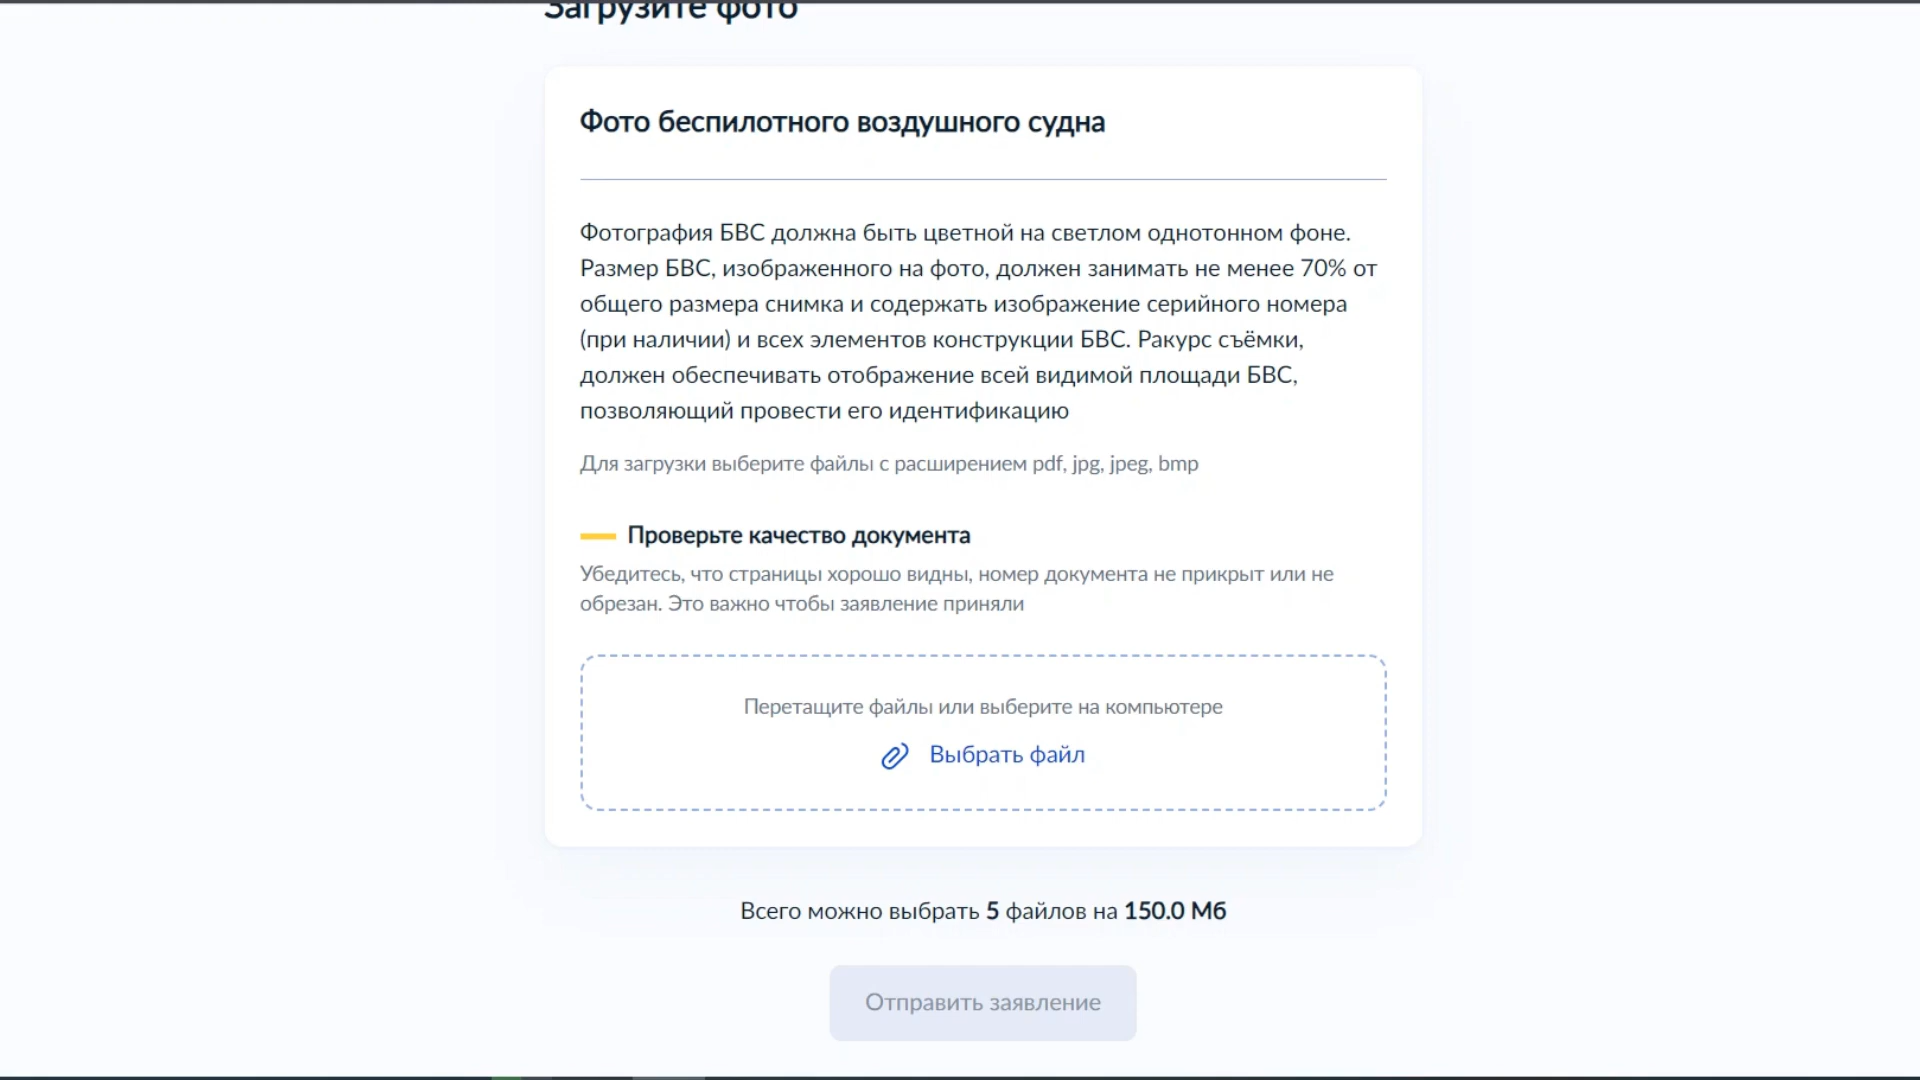 Загрузите фото
Фото беспилотного воздушного судна
Фотография БВС должна быть цветной на светлом однотонном фоне.
Размер БВС, изображенного на фото, должен занимать не менее 70% от
общего размера снимка и содержать изображение серийного номера
(при наличии) и всех элементов конструкции БВС. Ракурс съёмки,
должен обеспечивать отображение всей видимой площади БВС,
позволяющий провести его идентификацию
Для загрузки выберите файлы с расширением pdf, jpg, jpeg, bmp
Проверьте качество документа
Убедитесь, что страницы хорошо видны, номер документа не прикрыт или не
обрезан. Это важно чтобы заявление приняли
Перетащите файлы или выберите на компьютере
Выбрать файл
Всего можно выбрать 5 файлов на 150.0 Мб
Отправить заявление